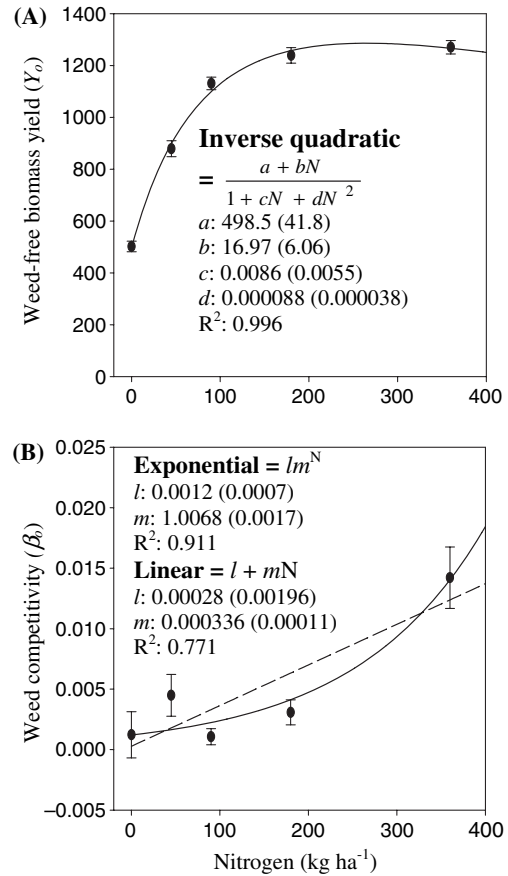 (A)
1400
1200
1000
800
600
400
200
0
Weed-free biomass yield (Yo)
Inverse quadratic
= a + bN / 1 + cN + dN 2
a: 498.5 (41.8)
b: 16.97 (6.06)
c: 0.0086 (0.0055)
d: 0.000088 (0.000038)
R2: 0.996
0 100 200 300 400
(B)
0.025
0.020
0.015
0.010
0.005
0.000
−0.005
Weed competitivity (βo)
Exponential = lmN
l: 0.0012 (0.0007)
m: 1.0068 (0.0017)
R2: 0.911
Linear = l + mN
l: 0.00028 (0.00196)
m: 0.000336 (0.00011)
R2: 0.771
0 100 200 300 400
Nitrogen (kg ha-1)